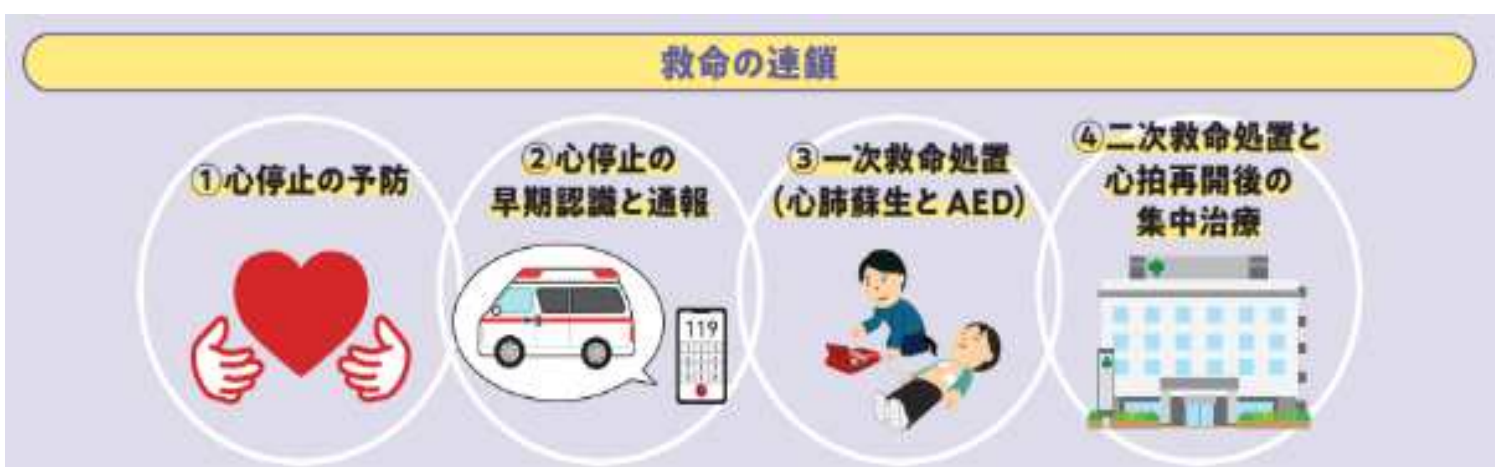 救命の連鎖
①心停止の予防
②心停止の
早期認識と通報
119
③一次救命処置
(心肺蘇生とAED)
④二次救命処置と
心拍再開後の
集中治療